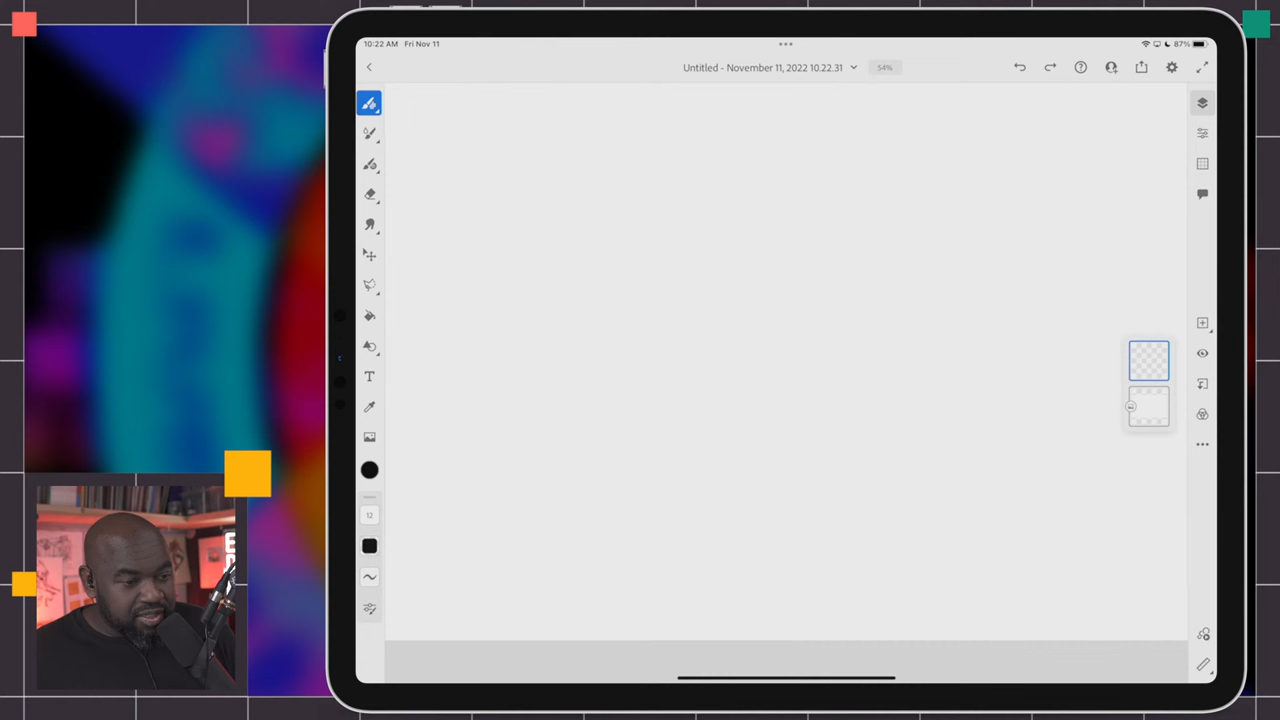 10:22 AM Fri Nov 11
87%
Untitled - November 11, 2022 10.22.31
54%
T
12